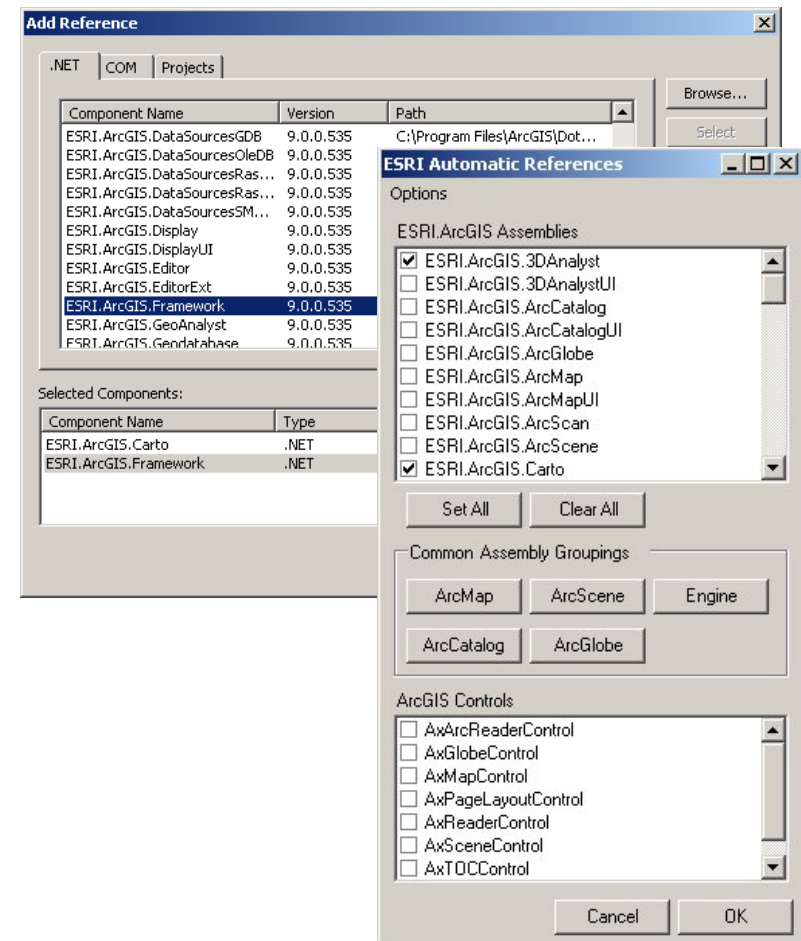 Add Reference
.NET COM Projects
Browse...
Component Name Version Path
Select
ESRI.ArcGIS.DataSourcesGDB 9.0.0.535 C:\Program Files\ArcGIS\Dot...
ESRI.ArcGIS.DataSourcesOleDB 9.0.0.535
ESRI.ArcGIS.DataSourcesRas... 9.0.0.535
ESRI.ArcGIS.DataSourcesRas... 9.0.0.535
ESRI.ArcGIS.DataSourcesSM... 9.0.0.535
ESRI.ArcGIS.Display 9.0.0.535
ESRI.ArcGIS.DisplayUI 9.0.0.535
ESRI.ArcGIS.Editor 9.0.0.535
ESRI.ArcGIS.EditorExt 9.0.0.535
ESRI.ArcGIS.Framework 9.0.0.535
ESRI.ArcGIS.GeoAnalyst 9.0.0.535
ESRI.ArcGIS.Geodatabase 9.0.0.535
Selected Components:
Component Name Type
ESRI.ArcGIS.Carto .NET
ESRI.ArcGIS.Framework .NET
ESRI Automatic References
Options
ESRI.ArcGIS Assemblies
ESRI.ArcGIS.3DAnalyst
ESRI.ArcGIS.3DAnalystUI
ESRI.ArcGIS.ArcCatalog
ESRI.ArcGIS.ArcCatalogUI
ESRI.ArcGIS.ArcGlobe
ESRI.ArcGIS.ArcMap
ESRI.ArcGIS.ArcMapUI
ESRI.ArcGIS.ArcScan
ESRI.ArcGIS.ArcScene
ESRI.ArcGIS.Carto
Set All Clear All
Common Assembly Groupings
ArcMap ArcScene Engine
ArcCatalog ArcGlobe
ArcGIS Controls
AxArcReaderControl
AxGlobeControl
AxMapControl
AxPageLayoutControl
AxReaderControl
AxSceneControl
AxTOCControl
Cancel OK